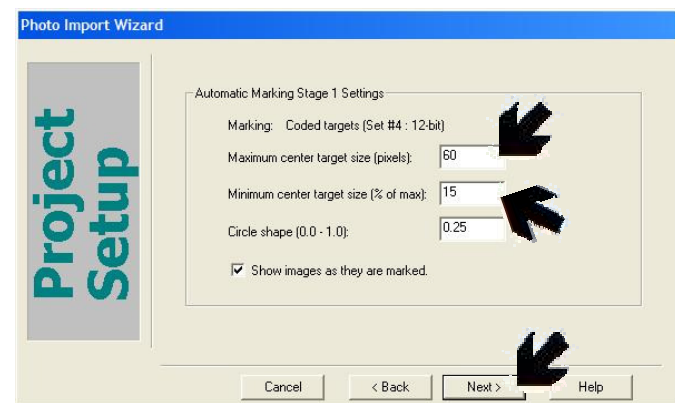 Photo Import Wizard
Project
Setup
Automatic Marking Stage 1 Settings
Marking: Coded targets (Set #4 : 12-bit)
Maximum center target size (pixels): 60
Minimum center target size (% of max): 15
Circle shape (0.0 - 1.0): 0.25
Show images as they are marked.
Cancel < Back Next > Help